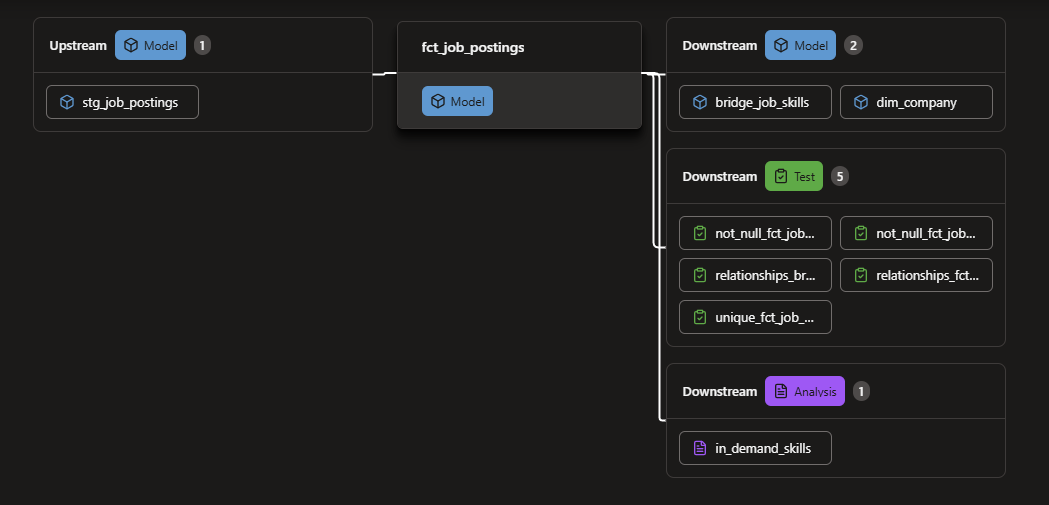 Upstream Model 1
stg_job_postings
fct_job_postings
Model
Downstream Model 2
bridge_job_skills
dim_company
Downstream Test 5
not_null_fct_job...
not_null_fct_job...
relationships_br...
relationships_fct...
unique_fct_job_...
Downstream Analysis 1
in_demand_skills